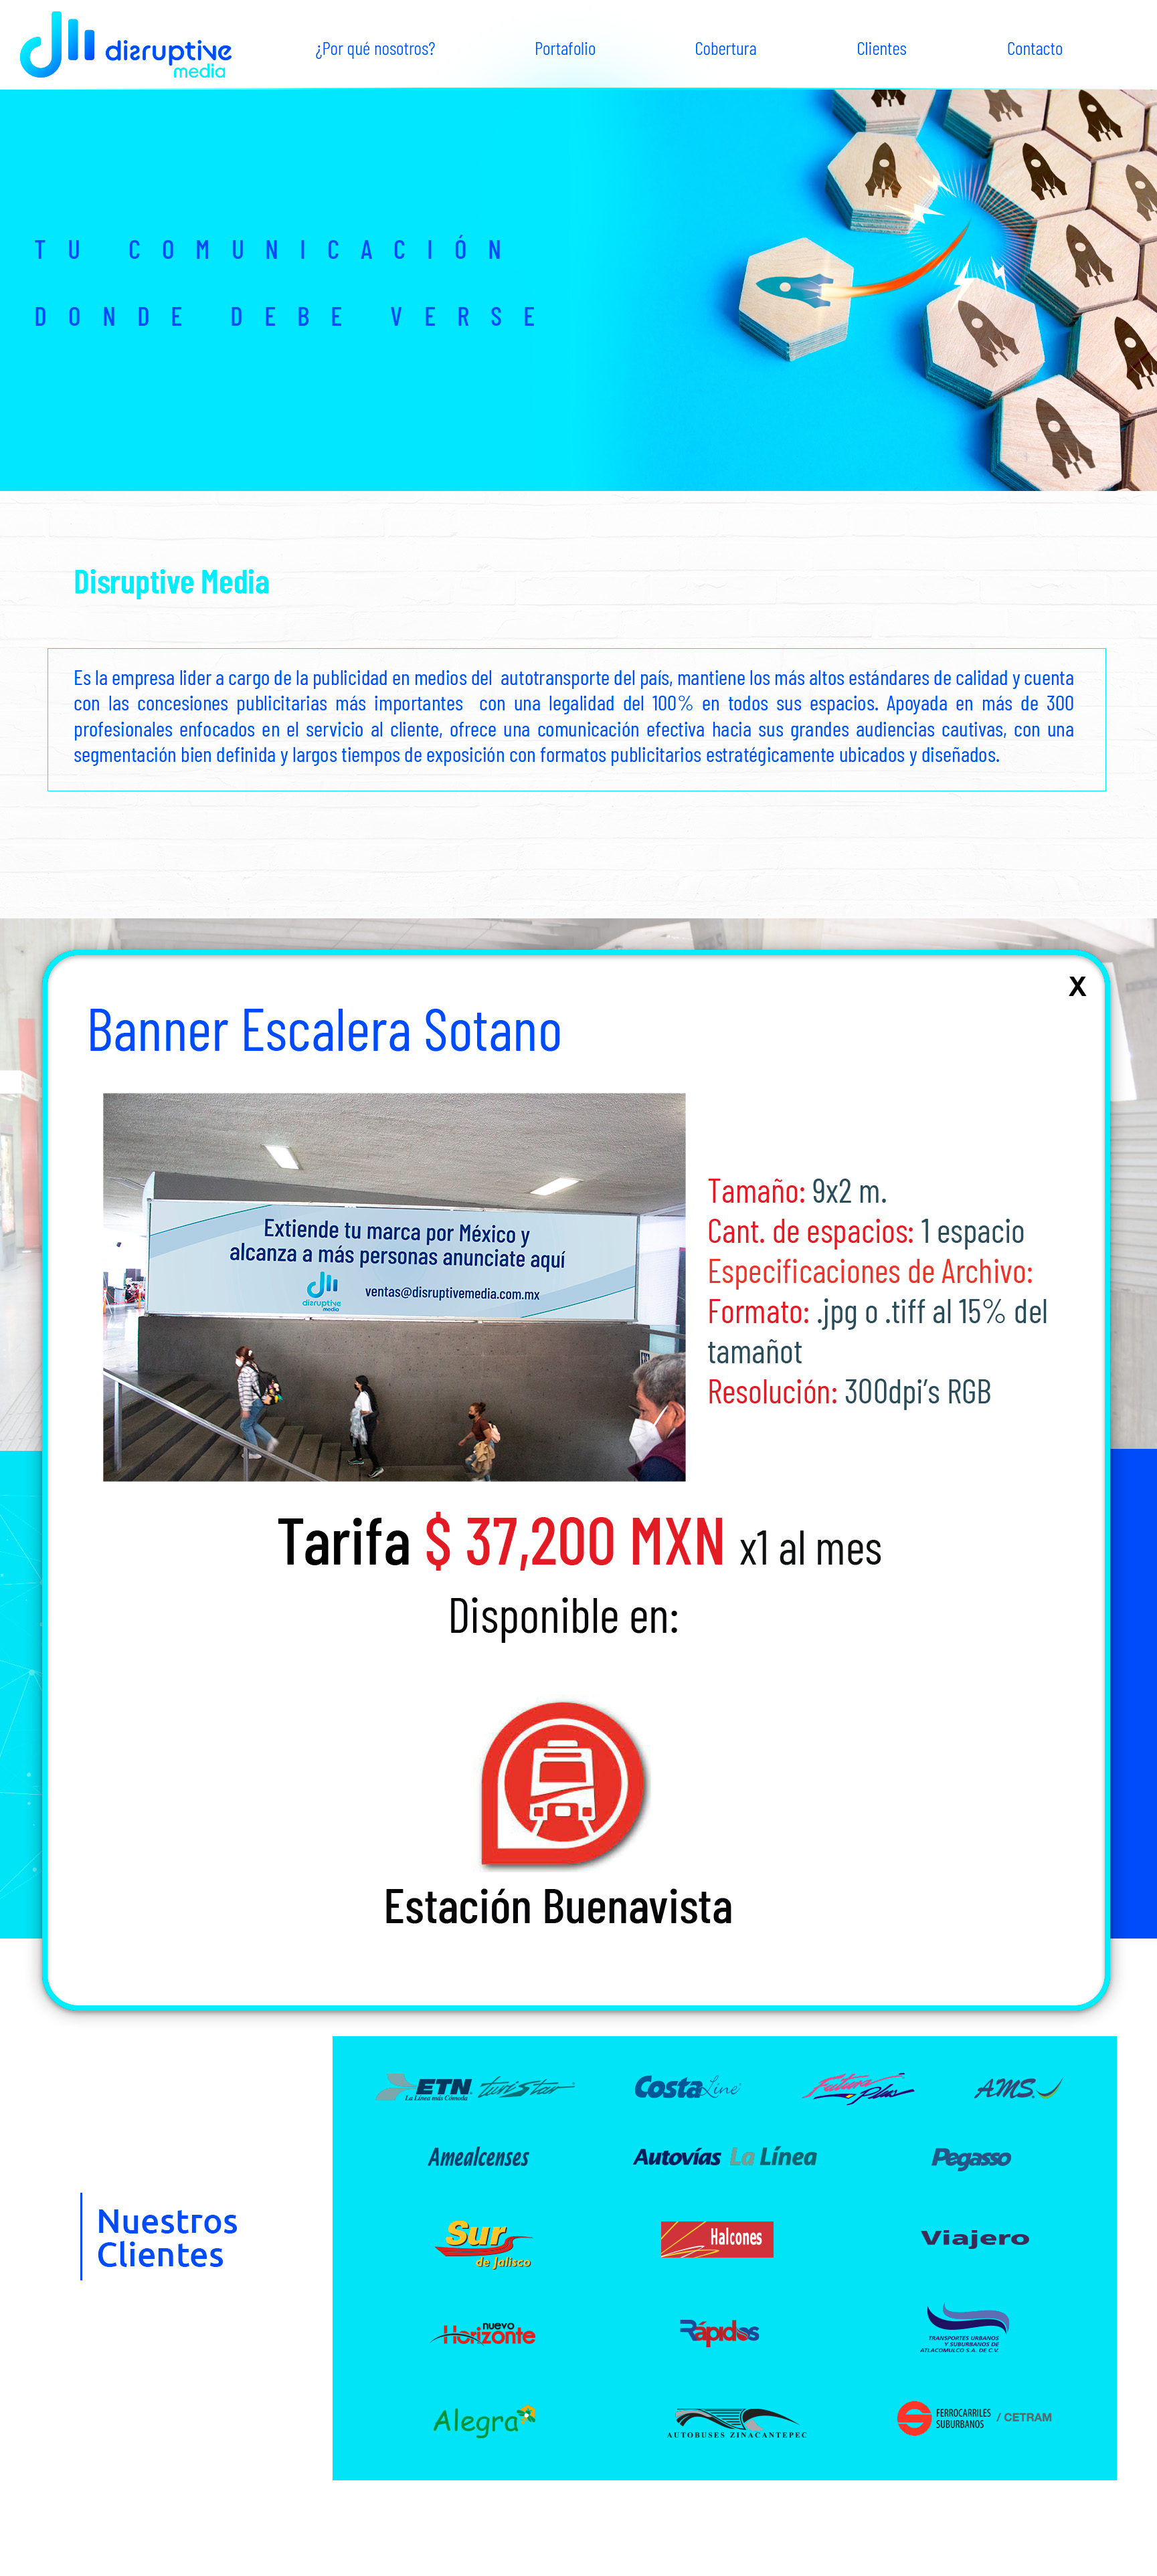 disruptive
media
¿Por qué nosotros?
Portafolio
Cobertura
Clientes
Contacto
TU COMUNICACIÓN
DONDE DEBE VERSE
Disruptive Media
Es la empresa lider a cargo de la publicidad en medios del autotransporte del país, mantiene los más altos estándares de calidad y cuenta
con las concesiones publicitarias más importantes con una legalidad del 100% en todos sus espacios. Apoyada en más de 300
profesionales enfocados en el servicio al cliente, ofrece una comunicación efectiva hacia sus grandes audiencias cautivas, con una
segmentación bien definida y largos tiempos de exposición con formatos publicitarios estratégicamente ubicados y diseñados.
X
Banner Escalera Sotano
Extiende tu marca por México y
alcanza a más personas anunciate aquí
disruptive
media
ventas@disruptivemedia.com.mx
Tamaño: 9x2 m.
Cant. de espacios: 1 espacio
Especificaciones de Archivo:
Formato: .jpg o .tiff al 15% del
tamañot
Resolución: 300dpi's RGB
Tarifa $ 37,200 MXN x1 al mes
Disponible en:
Estación Buenavista
Nuestros
Clientes
ETN turistar
La Línea más Cómoda
Costa Line
Futura Plus
AMS
Amealcenses
Autovías La Línea
Pegasso
Sur
de Jalisco
Halcones
Viajero
nuevo
Horizonte
Rápidos
TRANSPORTES URBANOS
Y SUBURBANOS DE
ATLACOMULCO S.A. DE C.V.
Alegra
AUTOBUSES ZINACANTEPEC
FERROCARRILES
SUBURBANOS / CETRAM